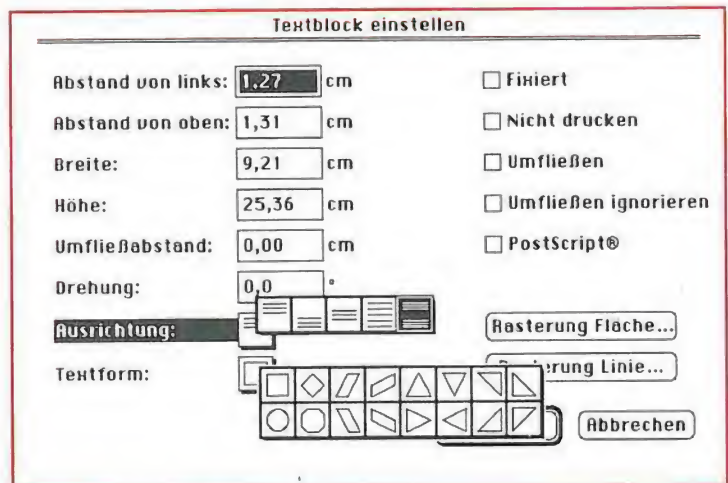 Textblock einstellen
Abstand von links: 1,27 cm
Abstand von oben: 1,31 cm
Breite: 9,21 cm
Höhe: 25,36 cm
Umfließabstand: 0,00 cm
Drehung: 0,0 °
Ausrichtung:
Textform:
Fixiert
Nicht drucken
Umfließen
Umfließen ignorieren
PostScript®
Rasterung Fläche...
Rasterung Linie...
Abbrechen